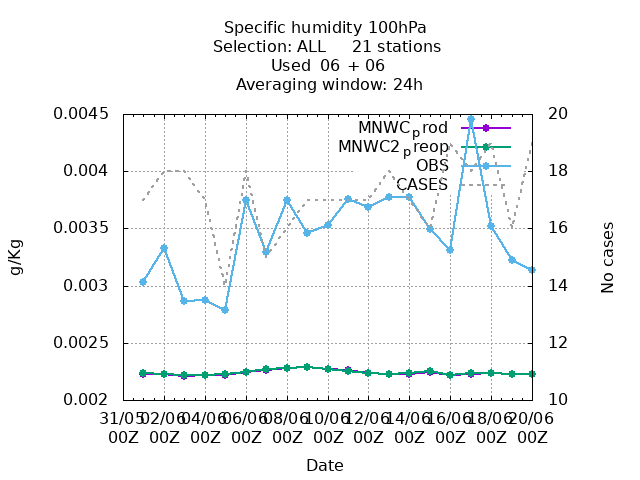 Specific humidity 100hPa
Selection: ALL 21 stations
Used 06 + 06
Averaging window: 24h
0.0045
0.004
0.0035
0.003
0.0025
0.002
g/Kg
20
18
16
14
12
10
No cases
MNWCprod
MNWC2preop
OBS
CASES
31/05 02/06 04/06 06/06 08/06 10/06 12/06 14/06 16/06 18/06 20/06
00Z 00Z 00Z 00Z 00Z 00Z 00Z 00Z 00Z 00Z 00Z
Date